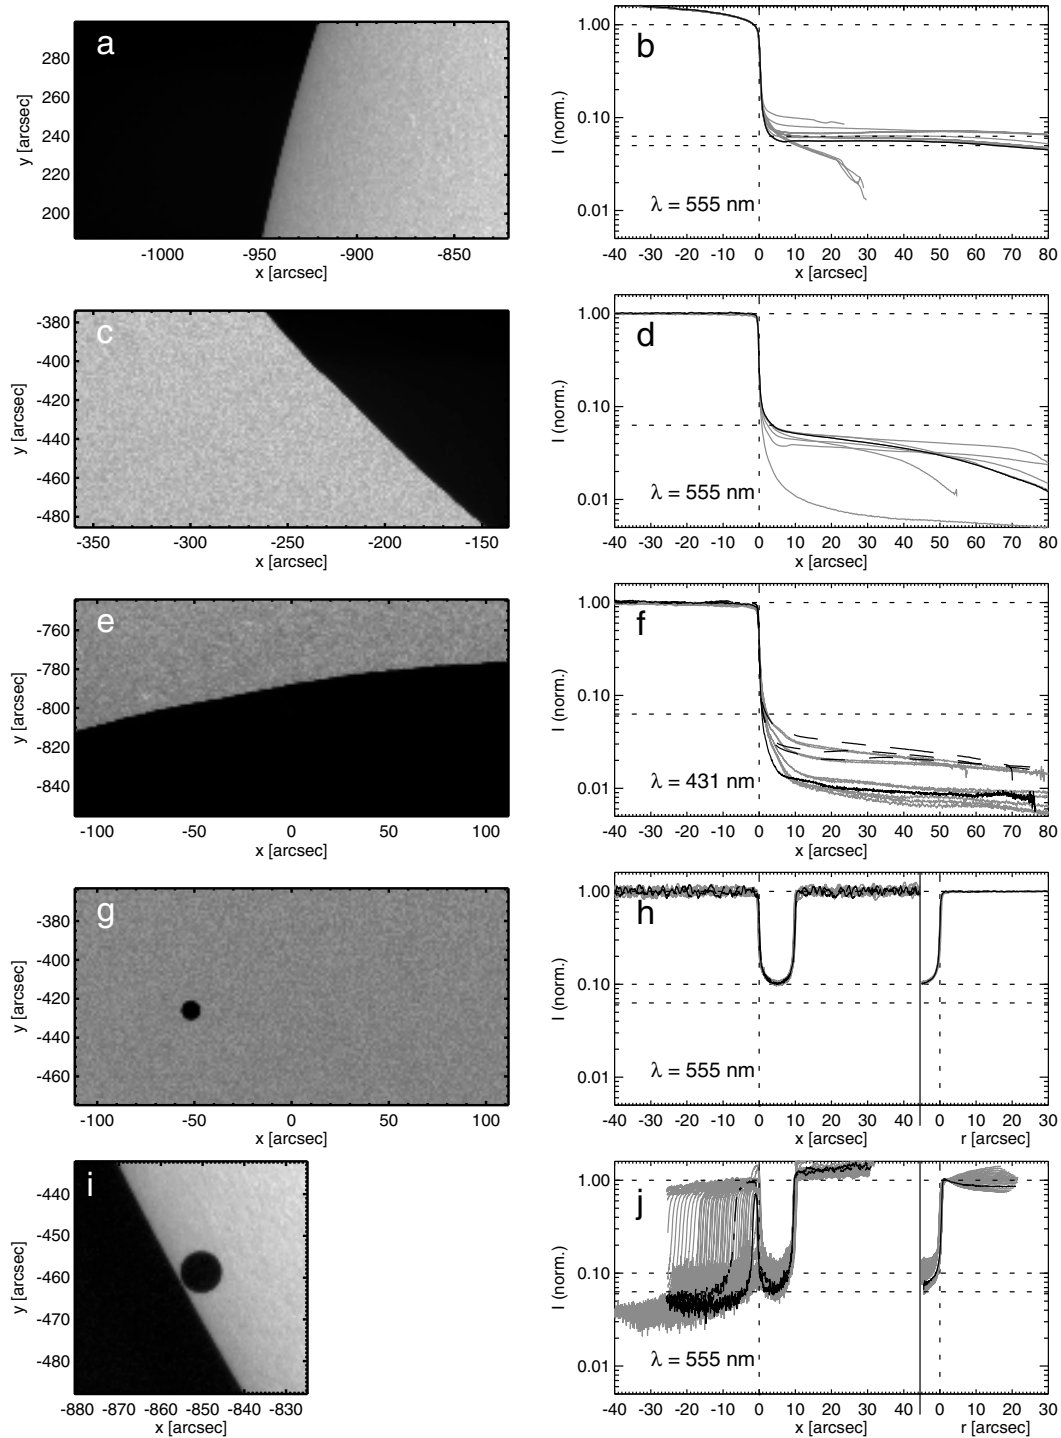 a
280
260
240
220
200
y [arcsec]
-1000 -950 -900 -850
x [arcsec]
b
1.00
0.10
0.01
I (norm.)
λ = 555 nm
-40 -30 -20 -10 0 10 20 30 40 50 60 70 80
x [arcsec]
c
-380
-400
-420
-440
-460
-480
y [arcsec]
-350 -300 -250 -200 -150
x [arcsec]
d
1.00
0.10
0.01
I (norm.)
λ = 555 nm
-40 -30 -20 -10 0 10 20 30 40 50 60 70 80
x [arcsec]
e
-760
-780
-800
-820
-840
y [arcsec]
-100 -50 0 50 100
x [arcsec]
f
1.00
0.10
0.01
I (norm.)
λ = 431 nm
-40 -30 -20 -10 0 10 20 30 40 50 60 70 80
x [arcsec]
g
-380
-400
-420
-440
-460
y [arcsec]
-100 -50 0 50 100
x [arcsec]
h
1.00
0.10
0.01
I (norm.)
λ = 555 nm
-40 -30 -20 -10 0 10 20 30 40 0 10 20 30
x [arcsec] r [arcsec]
i
-440
-450
-460
-470
-480
y [arcsec]
-880 -870 -860 -850 -840 -830
x [arcsec]
j
1.00
0.10
0.01
I (norm.)
λ = 555 nm
-40 -30 -20 -10 0 10 20 30 40 0 10 20 30
x [arcsec] r [arcsec]